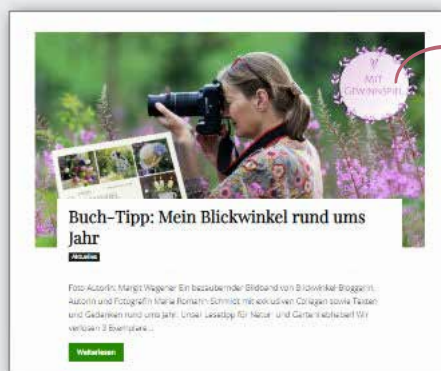 MIT
GEWINNSPIEL
Buch-Tipp: Mein Blickwinkel rund ums
Jahr
Aktuelles
Foto-Autorin: Margit Wegener Ein bezaubernder Bildband von Blickwinkel-Bloggerin,
Autorin und Fotografin Maria Romann-Schmidt mit exklusiven Collagen sowie Texten
und Gedanken rund ums Jahr. Unser Lesetipp für Natur- und Gartenliebhaber! Wir
verlosen 3 Exemplare...
Weiterlesen